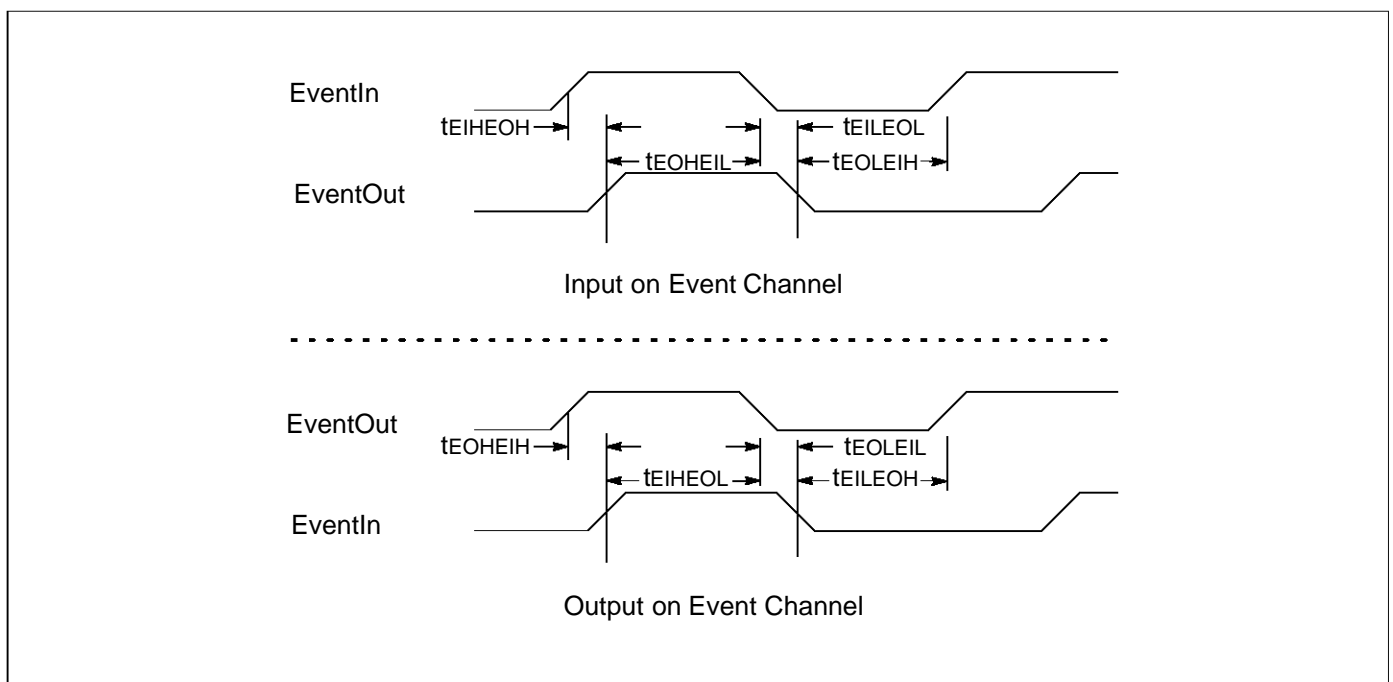 EventIn
tEIHEOH
tEILEOL
tEOHEIL
tEOLEIH
EventOut
Input on Event Channel
EventOut
tEOHEIH
tEOLEIL
tEIHEOL
tEILEOH
EventIn
Output on Event Channel